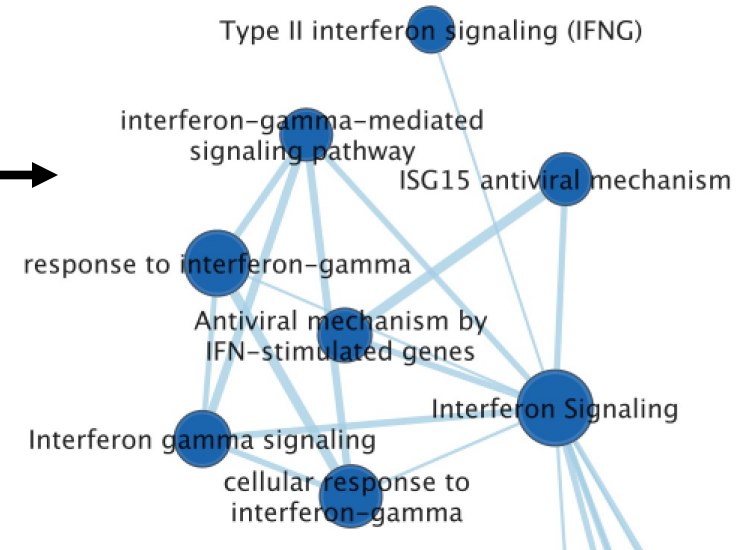 Type II interferon signaling (IFNG)
interferon-gamma-mediated
signaling pathway
ISG15 antiviral mechanism
response to interferon-gamma
Antiviral mechanism by
IFN-stimulated genes
Interferon Signaling
Interferon gamma signaling
cellular response to
interferon-gamma